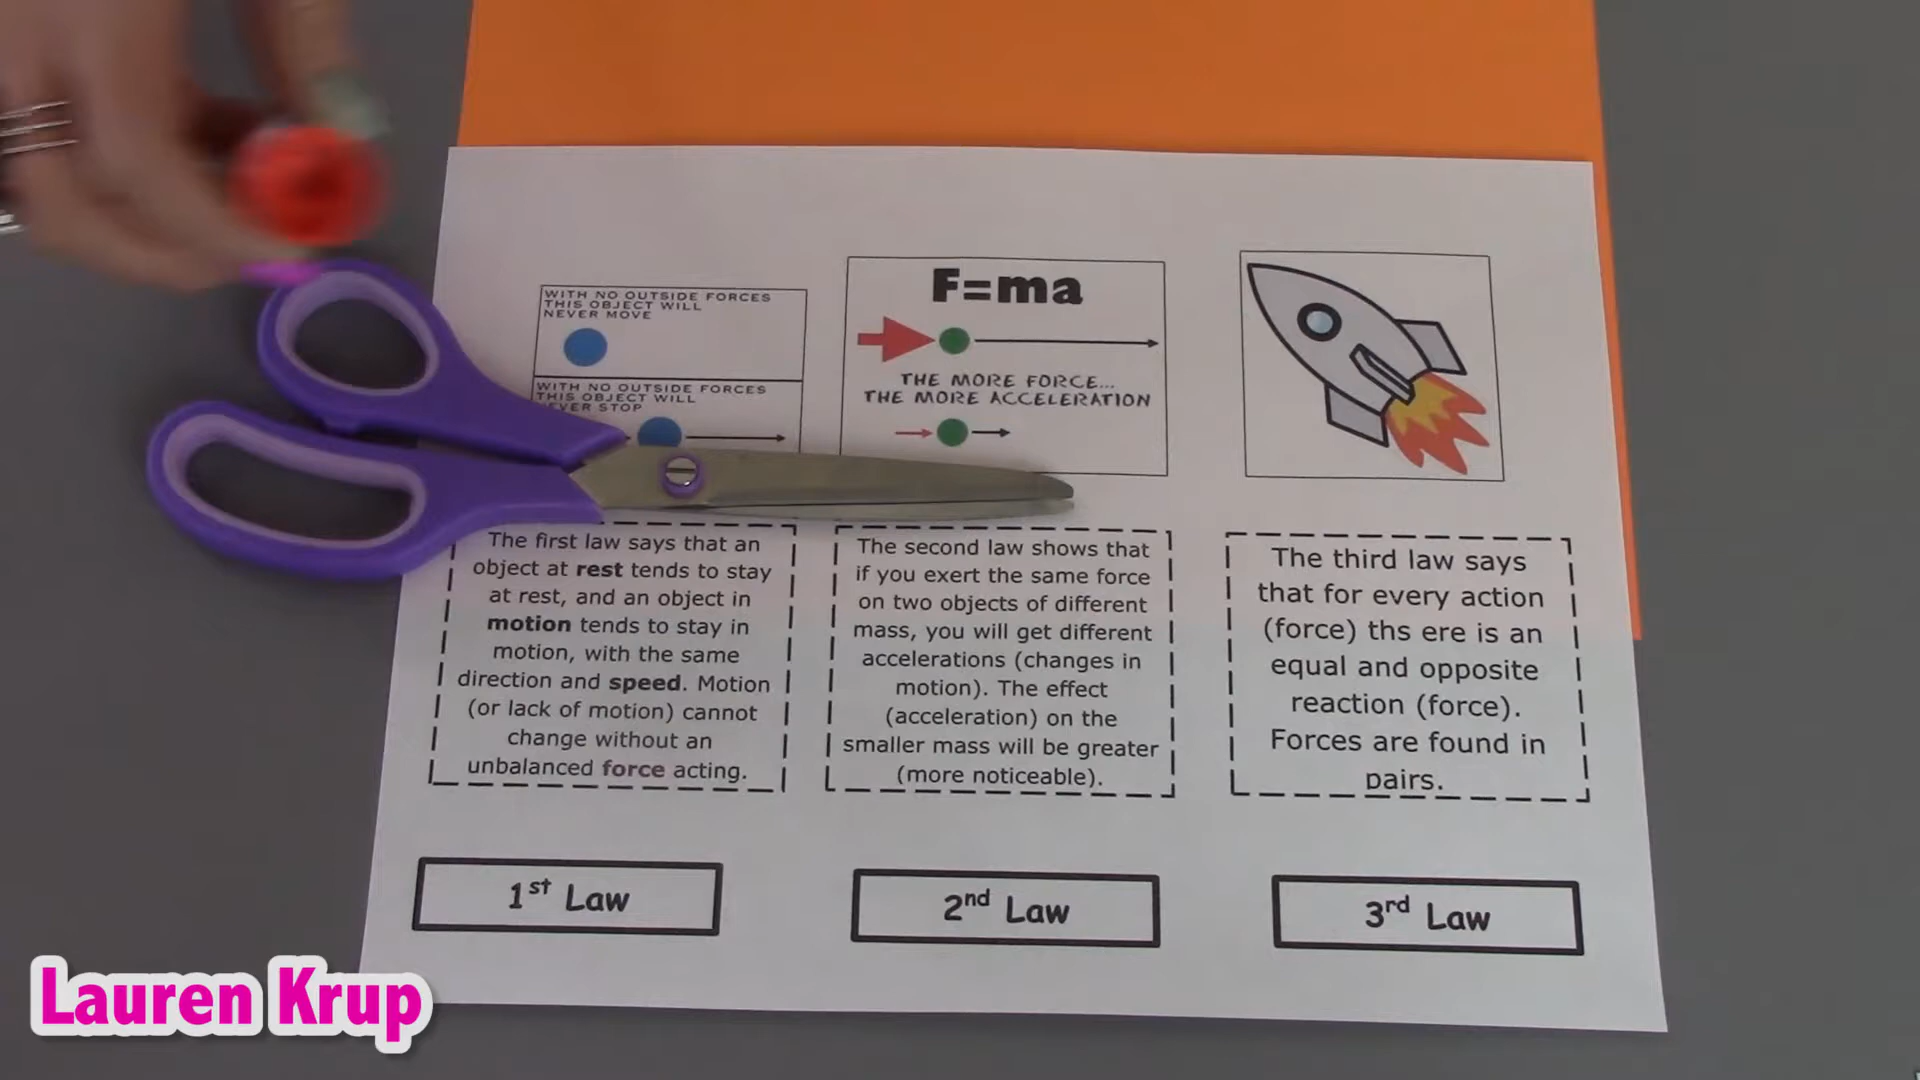 WITH NO OUTSIDE FORCES
THIS OBJECT WILL
NEVER MOVE
WITH NO OUTSIDE FORCES
THIS OBJECT WILL
NEVER STOP
F=ma
THE MORE FORCE...
THE MORE ACCELERATION
The first law says that an
object at rest tends to stay
at rest, and an object in
motion tends to stay in
motion, with the same
direction and speed. Motion
(or lack of motion) cannot
change without an
unbalanced force acting.
The second law shows that
if you exert the same force
on two objects of different
mass, you will get different
accelerations (changes in
motion). The effect
(acceleration) on the
smaller mass will be greater
(more noticeable).
The third law says
that for every action
(force) ths ere is an
equal and opposite
reaction (force).
Forces are found in
pairs.
1st Law
2nd Law
3rd Law
Lauren Krup